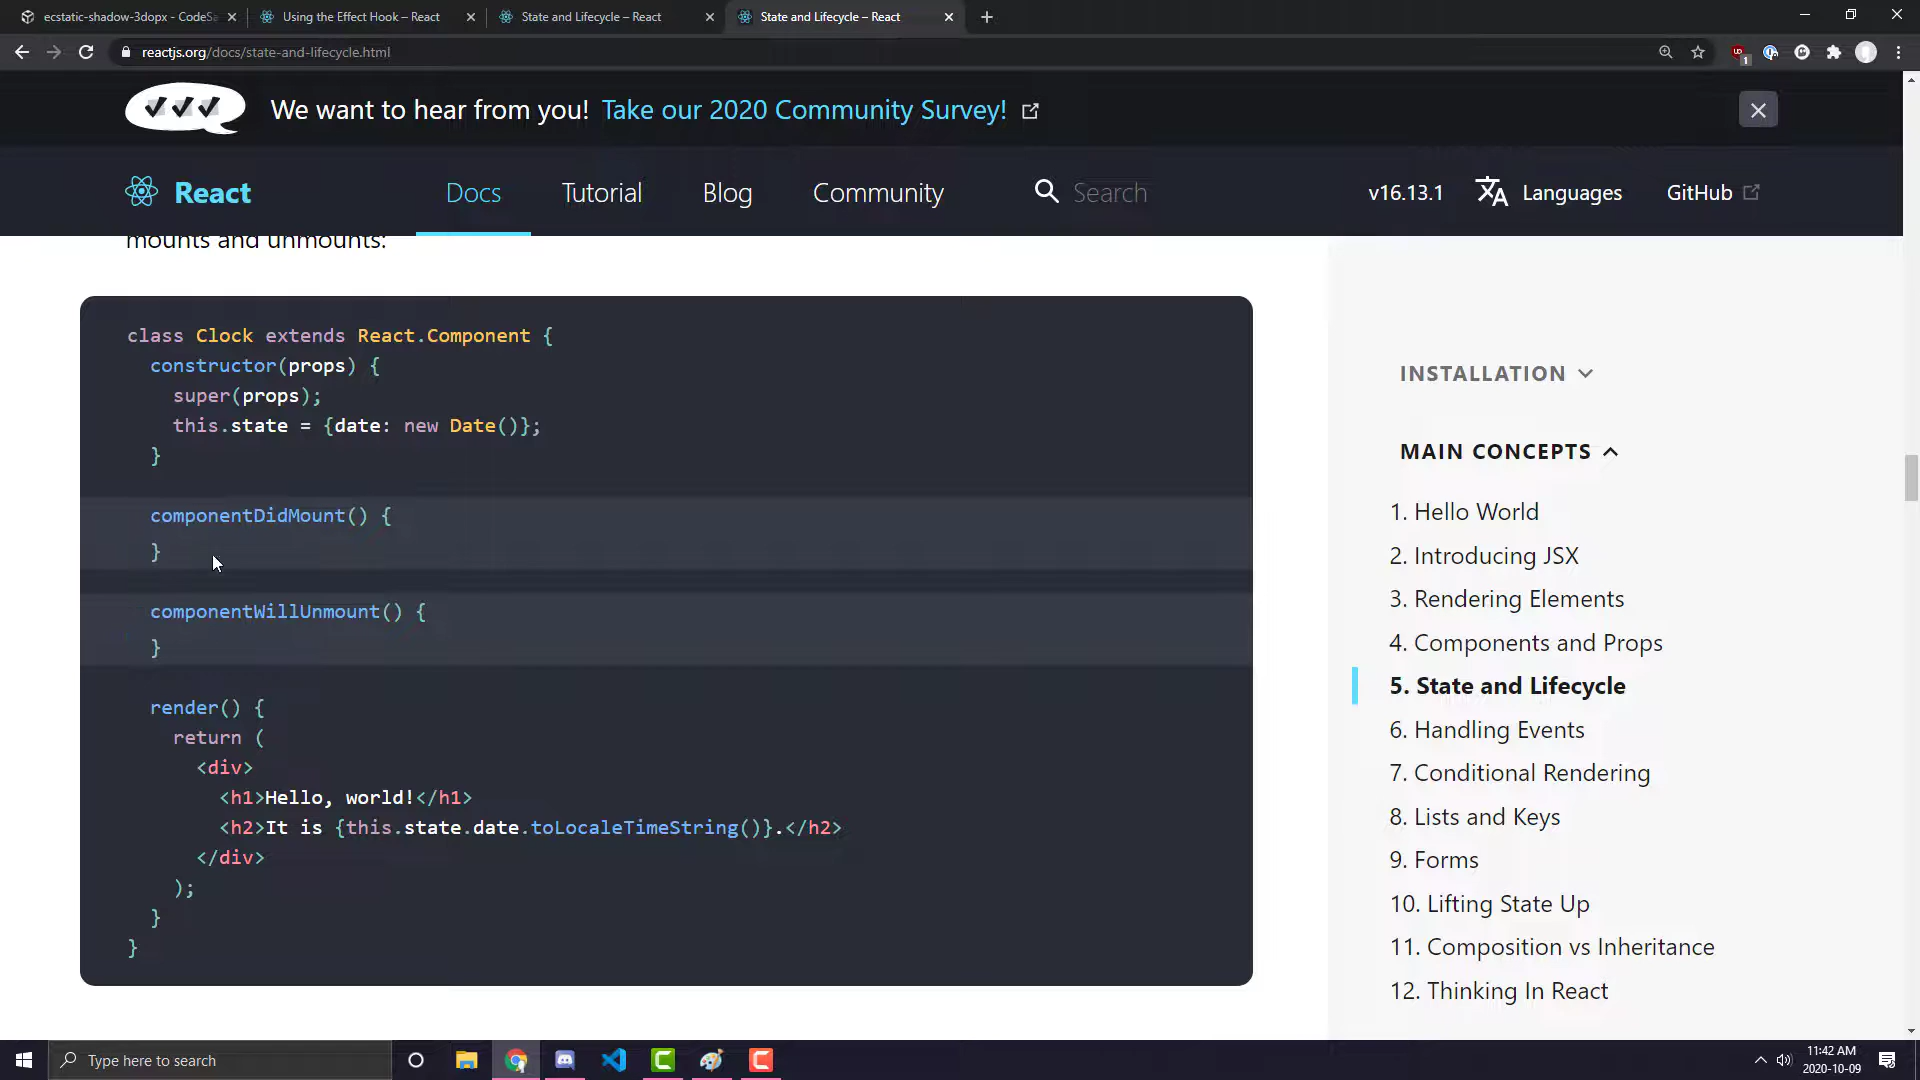 ecstatic-shadow-3dopx - CodeSa
Using the Effect Hook – React
State and Lifecycle – React
State and Lifecycle – React
reactjs.org/docs/state-and-lifecycle.html
1
We want to hear from you! Take our 2020 Community Survey!
React
Docs
Tutorial
Blog
Community
Search
v16.13.1
Languages
GitHub
mounts and unmounts:
class Clock extends React.Component {
constructor(props) {
super(props);
this.state = {date: new Date()};
}
componentDidMount() {
}
componentWillUnmount() {
}
render() {
return (
<div>
<h1>Hello, world!</h1>
<h2>It is {this.state.date.toLocaleTimeString()}.</h2>
</div>
);
}
}
INSTALLATION
MAIN CONCEPTS
1. Hello World
2. Introducing JSX
3. Rendering Elements
4. Components and Props
5. State and Lifecycle
6. Handling Events
7. Conditional Rendering
8. Lists and Keys
9. Forms
10. Lifting State Up
11. Composition vs Inheritance
12. Thinking In React
Type here to search
11:42 AM
2020-10-09